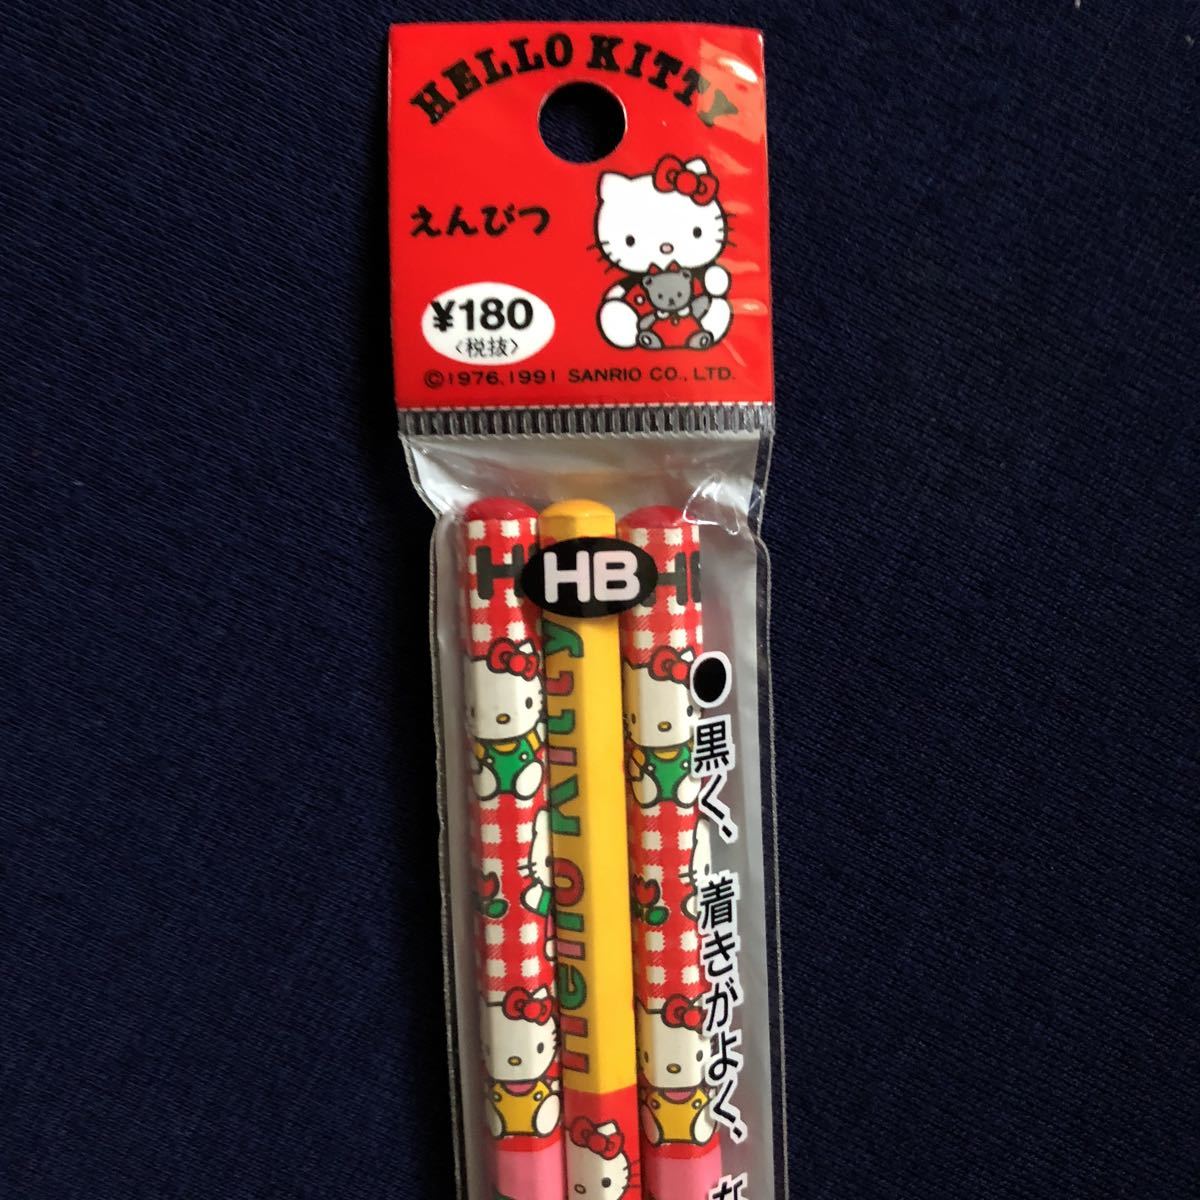 HELLO KITTY
えんぴつ
¥180
〈税抜〉
©1976, 1991 SANRIO CO., LTD.
HB
Hello Kitty
●黒く、着きがよく、